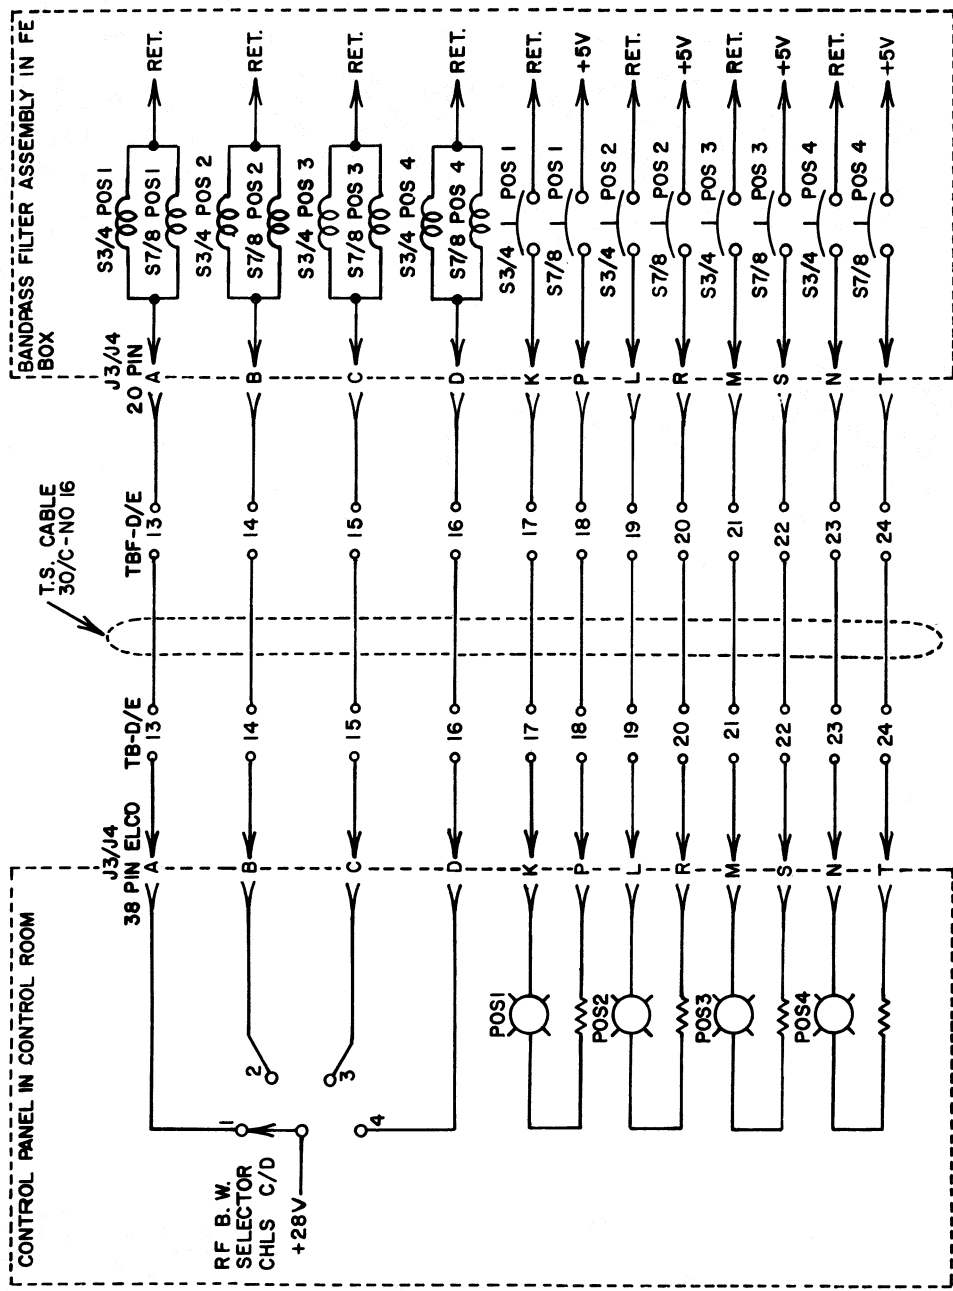 CONTROL PANEL IN CONTROL ROOM
BANDPASS FILTER ASSEMBLY IN FE
BOX
T.S. CABLE
30/C-NO 16
J3/J4
38 PIN ELCO
TB-D/E
TBF-D/E
J3/J4
20 PIN
S3/4 POS1
A 13 13 A
S7/8 POS1
RET.
RF B.W.
SELECTOR
CHLS C/D
+28V
1
2
3
4
S3/4 POS 2
B 14 14 B
S7/8 POS 2
RET.
S3/4 POS 3
C 15 15 C
S7/8 POS 3
RET.
S3/4 POS 4
D 16 16 D
S7/8 POS 4
RET.
POS1
K 17 17 K
S3/4 POS 1
RET.
P 18 18 P
S7/8 POS 1
+5V
POS2
L 19 19 L
S3/4 POS 2
RET.
R 20 20 R
S7/8 POS2
+5V
POS3
M 21 21 M
S3/4 POS 3
RET.
S 22 22 S
S7/8 POS 3
+5V
POS4
N 23 23 N
S3/4 POS 4
RET.
T 24 24 T
S7/8 POS 4
+5V